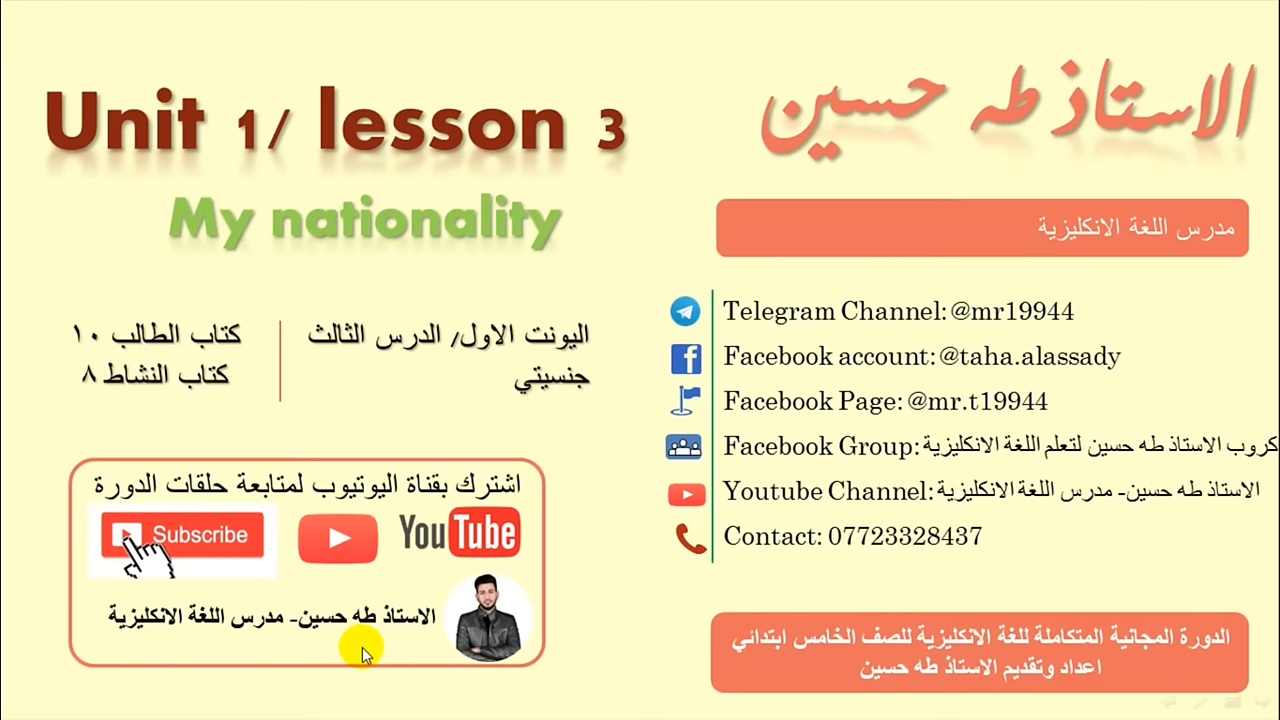 Unit 1/ lesson 3
My nationality
اليونت الاول/ الدرس الثالث
جنسيتي
كتاب الطالب ١٠
كتاب النشاط ٨
اشترك بقناة اليوتيوب لمتابعة حلقات الدورة
Subscribe
YouTube
الاستاذ طه حسين- مدرس اللغة الانكليزية
الاستاذ طه حسين
مدرس اللغة الانكليزية
Telegram Channel: @mr19944
Facebook account: @taha.alassady
Facebook Page: @mr.t19944
Facebook Group: كروب الاستاذ طه حسين لتعلم اللغة الانكليزية
Youtube Channel: الاستاذ طه حسين- مدرس اللغة الانكليزية
Contact: 07723328437
الدورة المجانية المتكاملة للغة الانكليزية للصف الخامس ابتدائي
اعداد وتقديم الاستاذ طه حسين